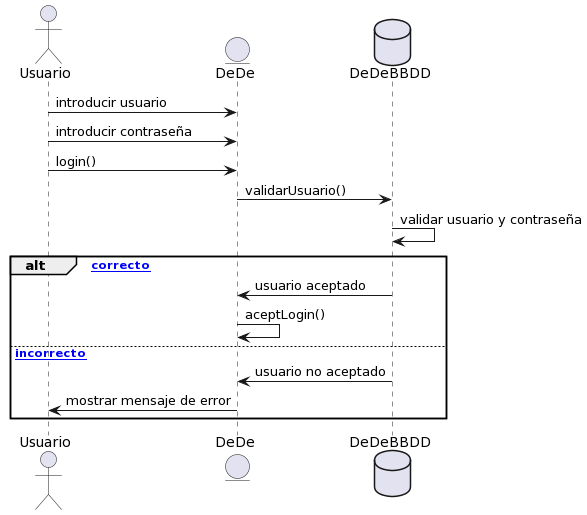 Usuario
DeDe
DeDeBBDD
introducir usuario
introducir contraseña
login()
validarUsuario()
validar usuario y contraseña
alt
correcto
usuario aceptado
aceptLogin()
incorrecto
usuario no aceptado
mostrar mensaje de error
Usuario
DeDe
DeDeBBDD